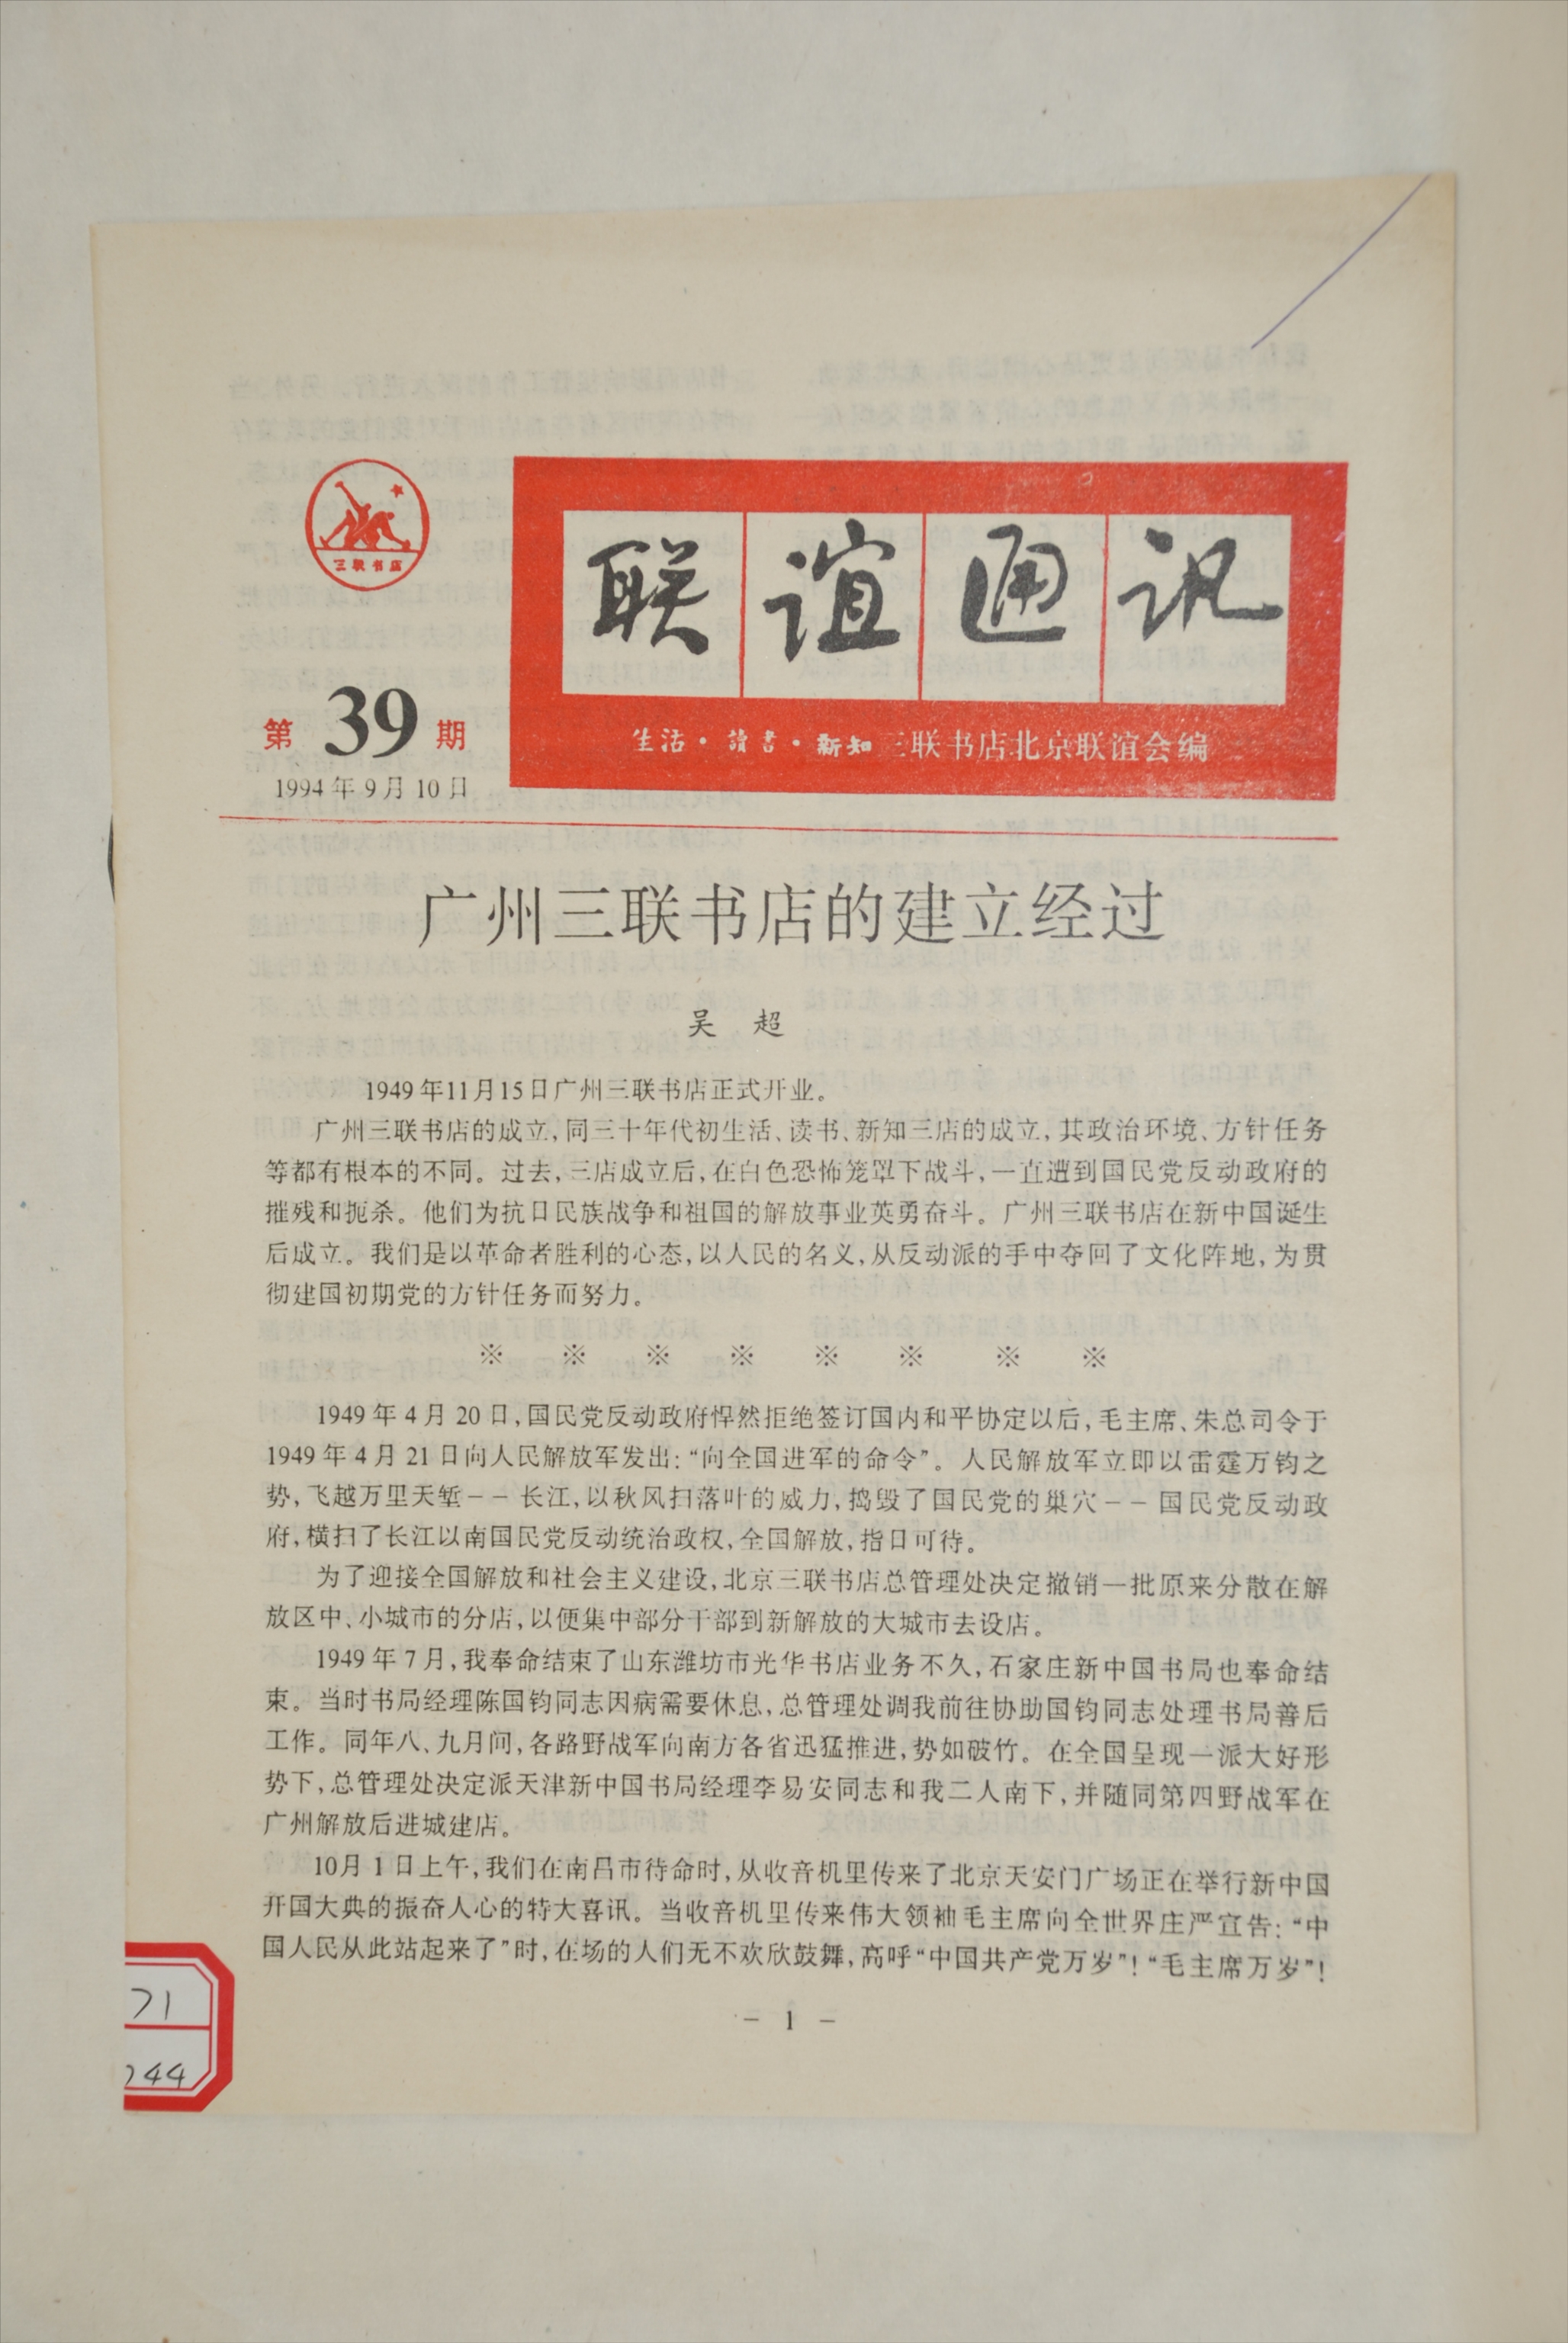 三联书店
联谊通讯
第39期
1994年9月10日
生活·读书·新知三联书店北京联谊会编
广州三联书店的建立经过
吴 超
1949年11月15日广州三联书店正式开业。
广州三联书店的成立,同三十年代初生活、读书、新知三店的成立,其政治环境、方针任务
等都有根本的不同。过去,三店成立后,在白色恐怖笼罩下战斗,一直遭到国民党反动政府的
摧残和扼杀。他们为抗日民族战争和祖国的解放事业英勇奋斗。广州三联书店在新中国诞生
后成立。我们是以革命者胜利的心态,以人民的名义,从反动派的手中夺回了文化阵地,为贯
彻建国初期党的方针任务而努力。
※ ※ ※ ※ ※ ※ ※ ※
1949年4月20日,国民党反动政府悍然拒绝签订国内和平协定以后,毛主席、朱总司令于
1949年4月21日向人民解放军发出:“向全国进军的命令”。人民解放军立即以雷霆万钧之
势,飞越万里天堑——长江,以秋风扫落叶的威力,捣毁了国民党的巢穴——国民党反动政
府,横扫了长江以南国民党反动统治政权,全国解放,指日可待。
为了迎接全国解放和社会主义建设,北京三联书店总管理处决定撤销一批原来分散在解
放区中、小城市的分店,以便集中部分干部到新解放的大城市去设店。
1949年7月,我奉命结束了山东潍坊市光华书店业务不久,石家庄新中国书局也奉命结
束。当时书局经理陈国钧同志因病需要休息,总管理处调我前往协助国钧同志处理书局善后
工作。同年八、九月间,各路野战军向南方各省迅猛推进,势如破竹。在全国呈现一派大好形
势下,总管理处决定派天津新中国书局经理李易安同志和我二人南下,并随同第四野战军在
广州解放后进城建店。
10月1日上午,我们在南昌市待命时,从收音机里传来了北京天安门广场正在举行新中国
开国大典的振奋人心的特大喜讯。当收音机里传来伟大领袖毛主席向全世界庄严宣告:“中
国人民从此站起来了”时,在场的人们无不欢欣鼓舞,高呼“中国共产党万岁”!“毛主席万岁”!
71
244
－ 1 －